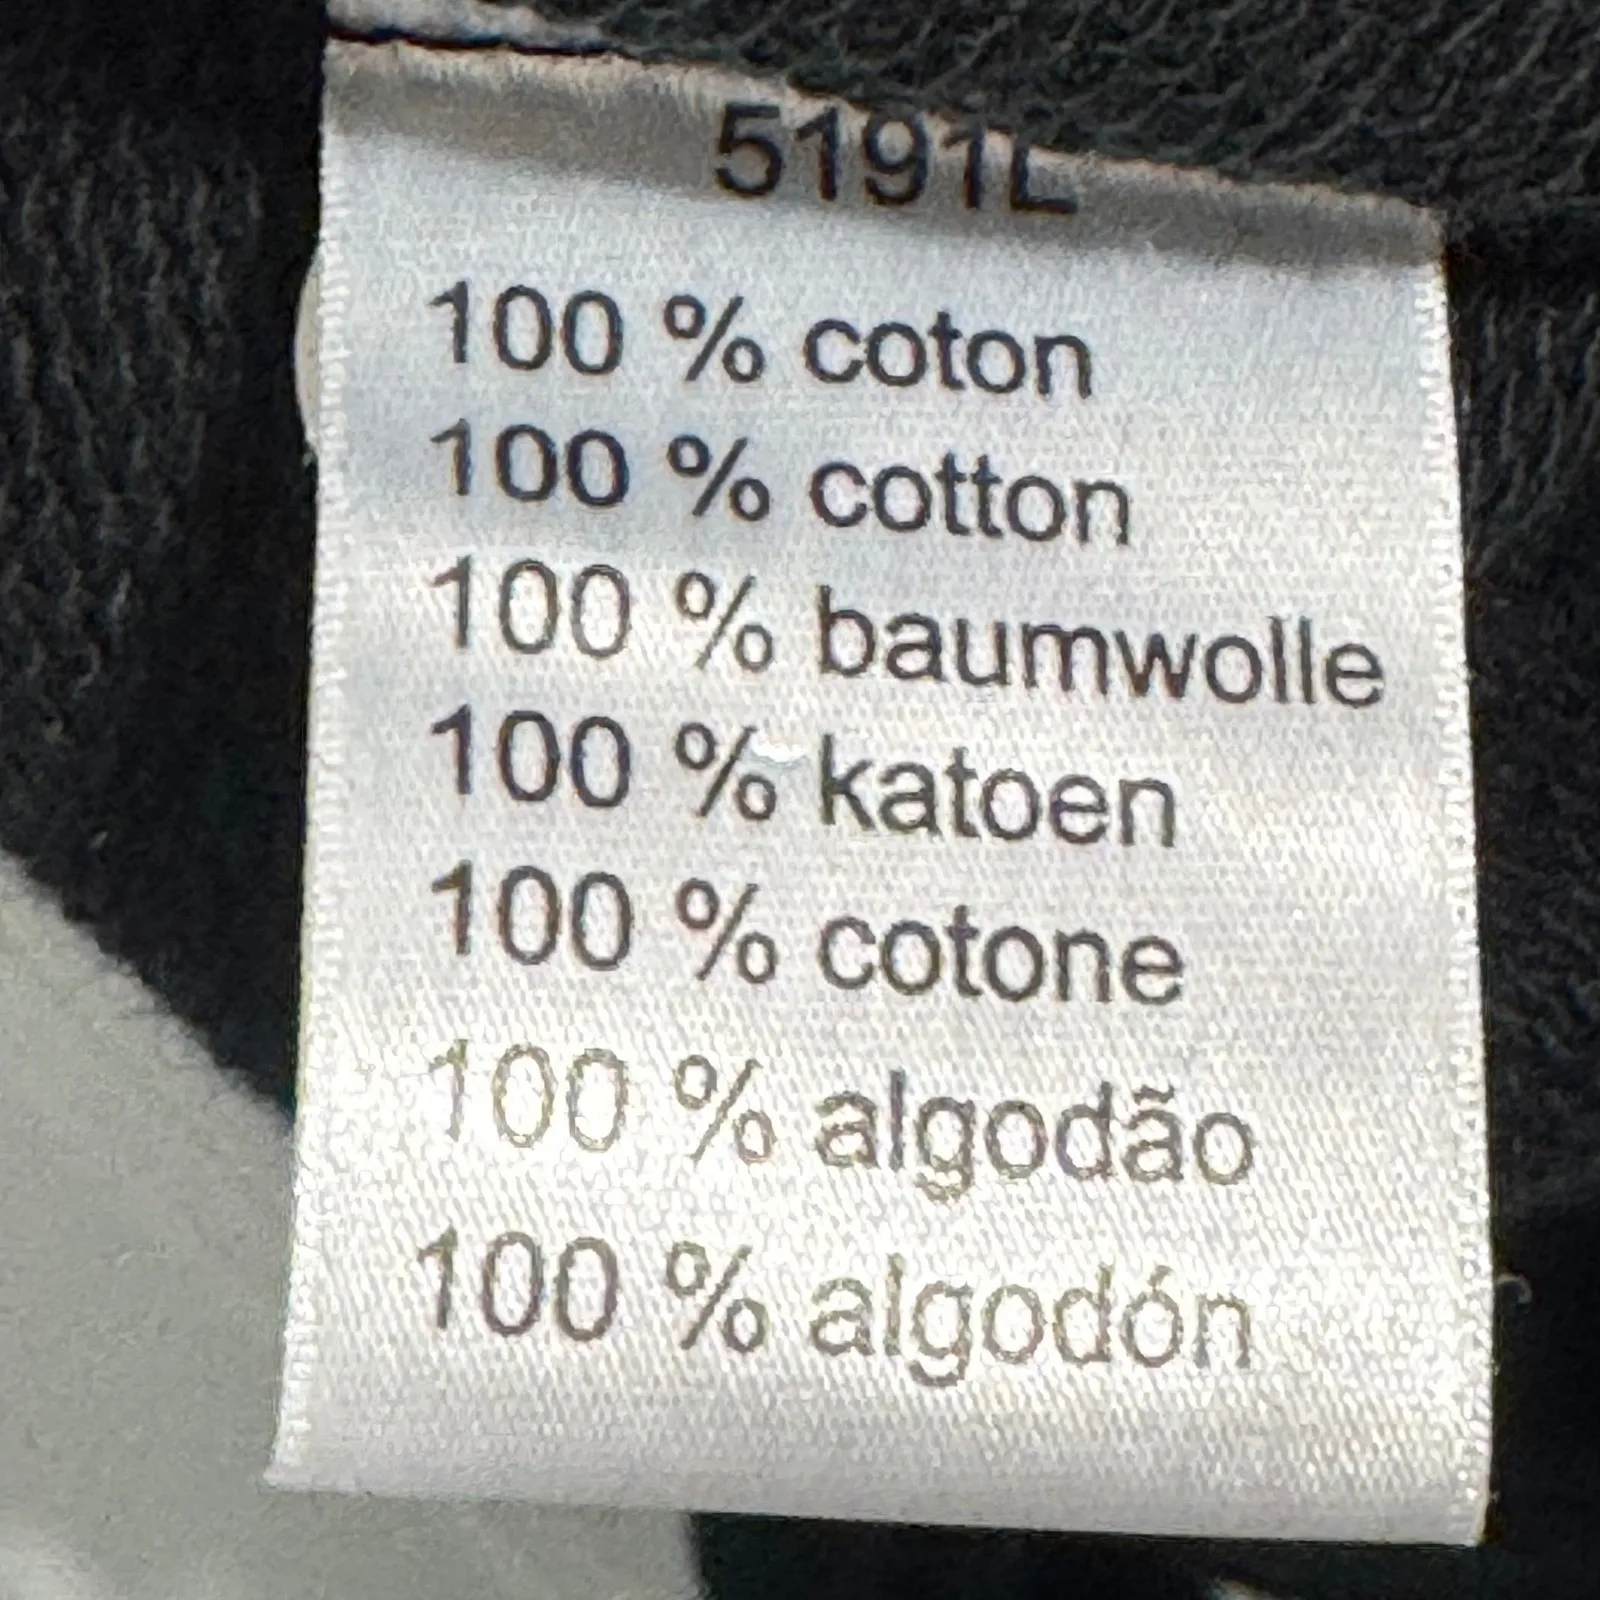 5191L
100 % coton
100 % cotton
100 % baumwolle
100 % katoen
100 % cotone
100 % algodão
100 % algodón